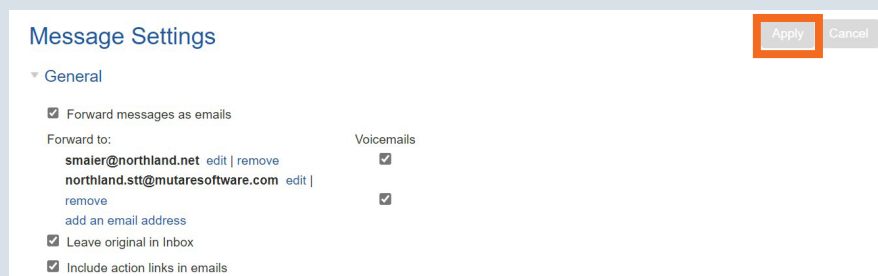 Message Settings
Apply Cancel
General
Forward messages as emails
Forward to: Voicemails
smaier@northland.net edit | remove
northland.stt@mutaresoftware.com edit |
remove
add an email address
Leave original in Inbox
Include action links in emails